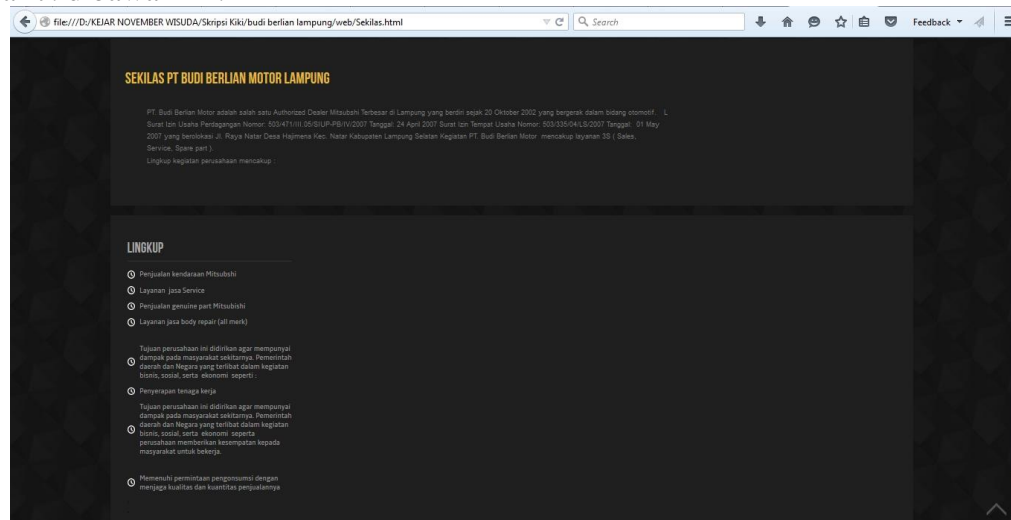 file:///D:/KEJAR NOVEMBER WISUDA/Skripsi Kiki/budi berlian lampung/web/Sekilas.html
Search
Feedback
SEKILAS PT BUDI BERLIAN MOTOR LAMPUNG
PT. Budi Berlian Motor adalah salah satu Authorized Dealer Mitsubshi Terbesar di Lampung yang berdiri sejak 20 Oktober 2002 yang bergerak dalam bidang otomotif. L
Surat Izin Usaha Perdagangan Nomor: 503/471/III.05/SIUP-PB/IV/2007 Tanggal: 24 April 2007 Surat Izin Tempat Usaha Nomor: 503/335/04/LS/2007 Tanggal: 01 May
2007 yang berolokasi Jl. Raya Natar Desa Hajimena Kec. Natar Kabupaten Lampung Selatan Kegiatan PT. Budi Berlian Motor mencakup layanan 3S ( Sales,
Service, Spare part ).
Lingkup kegiatan perusahaan mencakup :
LINGKUP
Penjualan kendaraan Mitsubshi
Layanan jasa Service
Penjualan genuine part Mitsubishi
Layanan jasa body repair (all merk)
Tujuan perusahaan ini didirikan agar mempunyai
dampak pada masyarakat sekitarnya. Pemerintah
daerah dan Negara yang terlibat dalam kegiatan
bisnis, sosial, serta ekonomi seperti :
Penyerapan tenaga kerja
Tujuan perusahaan ini didirikan agar mempunyai
dampak pada masyarakat sekitarnya. Pemerintah
daerah dan Negara yang terlibat dalam kegiatan
bisnis, sosial, serta ekonomi seperta
perusahaan memberikan kesempatan kepada
masyarakat untuk bekerja.
Memenuhi permintaan pengonsumsi dengan
menjaga kualitas dan kuantitas penjualannya